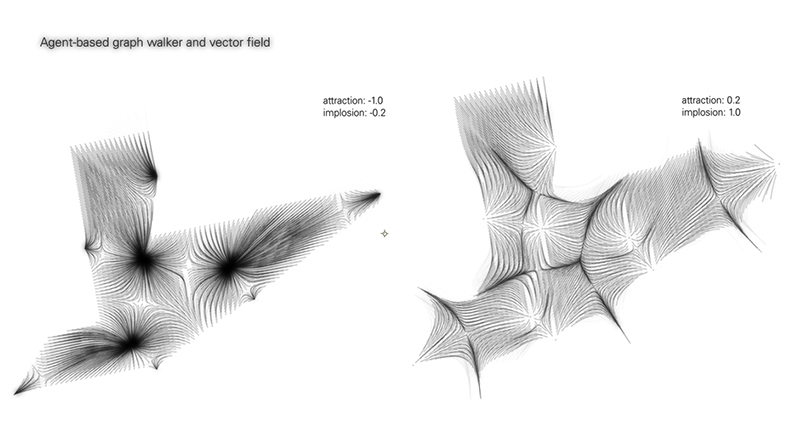 Agent-based graph walker and vector field
attraction: -1.0
implosion: -0.2
attraction: 0.2
implosion: 1.0